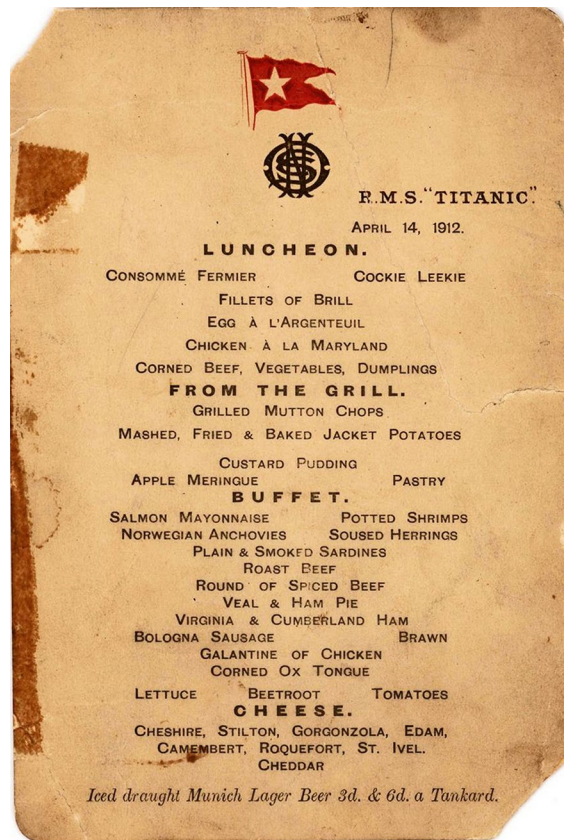 R.M.S. "TITANIC."
APRIL 14, 1912.
LUNCHEON.
CONSOMMÉ FERMIER COCKIE LEEKIE
FILLETS OF BRILL
EGG À L'ARGENTEUIL
CHICKEN À LA MARYLAND
CORNED BEEF, VEGETABLES, DUMPLINGS
FROM THE GRILL.
GRILLED MUTTON CHOPS
MASHED, FRIED & BAKED JACKET POTATOES
CUSTARD PUDDING
APPLE MERINGUE PASTRY
BUFFET.
SALMON MAYONNAISE POTTED SHRIMPS
NORWEGIAN ANCHOVIES SOUSED HERRINGS
PLAIN & SMOKED SARDINES
ROAST BEEF
ROUND OF SPICED BEEF
VEAL & HAM PIE
VIRGINIA & CUMBERLAND HAM
BOLOGNA SAUSAGE BRAWN
GALANTINE OF CHICKEN
CORNED OX TONGUE
LETTUCE BEETROOT TOMATOES
CHEESE.
CHESHIRE, STILTON, GORGONZOLA, EDAM,
CAMEMBERT, ROQUEFORT, ST. IVEL.
CHEDDAR
Iced draught Munich Lager Beer 3d. & 6d. a Tankard.